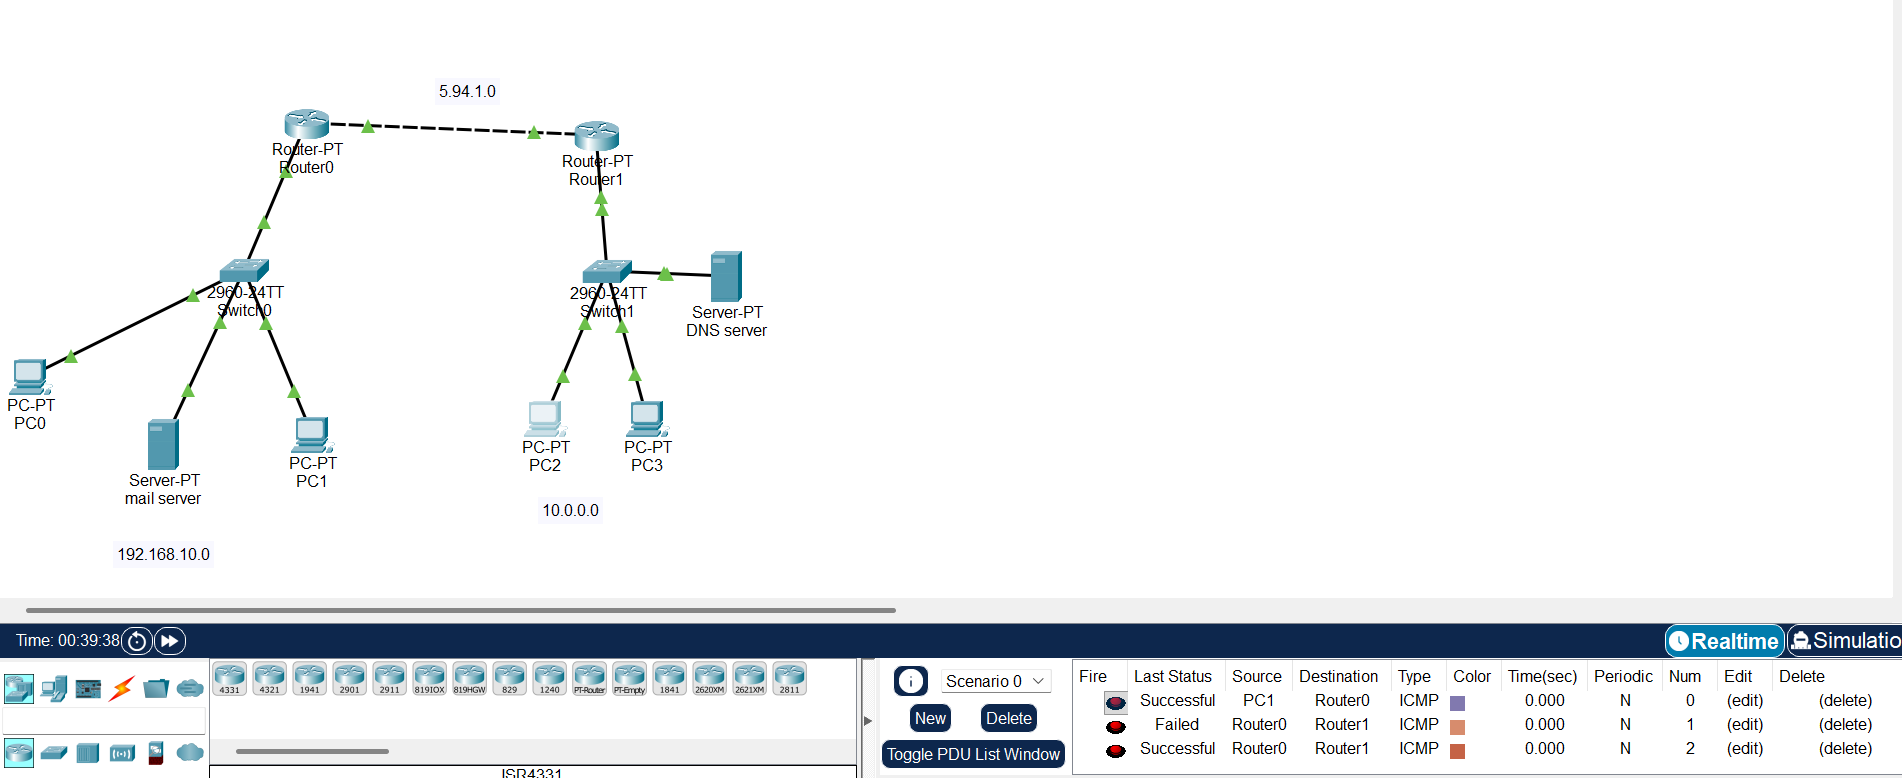 5.94.1.0
Router-PT
Router0
Router-PT
Router1
2960-24TT
Switch0
2960-24TT
Switch1
Server-PT
DNS server
PC-PT
PC0
Server-PT
mail server
PC-PT
PC1
PC-PT
PC2
PC-PT
PC3
10.0.0.0
192.168.10.0
Time: 00:39:38
Realtime
Simulatio
4331
4321
1941
2901
2911
819IOX
819HGW
829
1240
PT-Router
PT-Empty
1841
2620XM
2621XM
2811
ISR4331
Scenario 0
New
Delete
Toggle PDU List Window
Fire Last Status Source Destination Type Color Time(sec) Periodic Num Edit Delete
Successful PC1 Router0 ICMP 0.000 N 0 (edit) (delete)
Failed Router0 Router1 ICMP 0.000 N 1 (edit) (delete)
Successful Router0 Router1 ICMP 0.000 N 2 (edit) (delete)